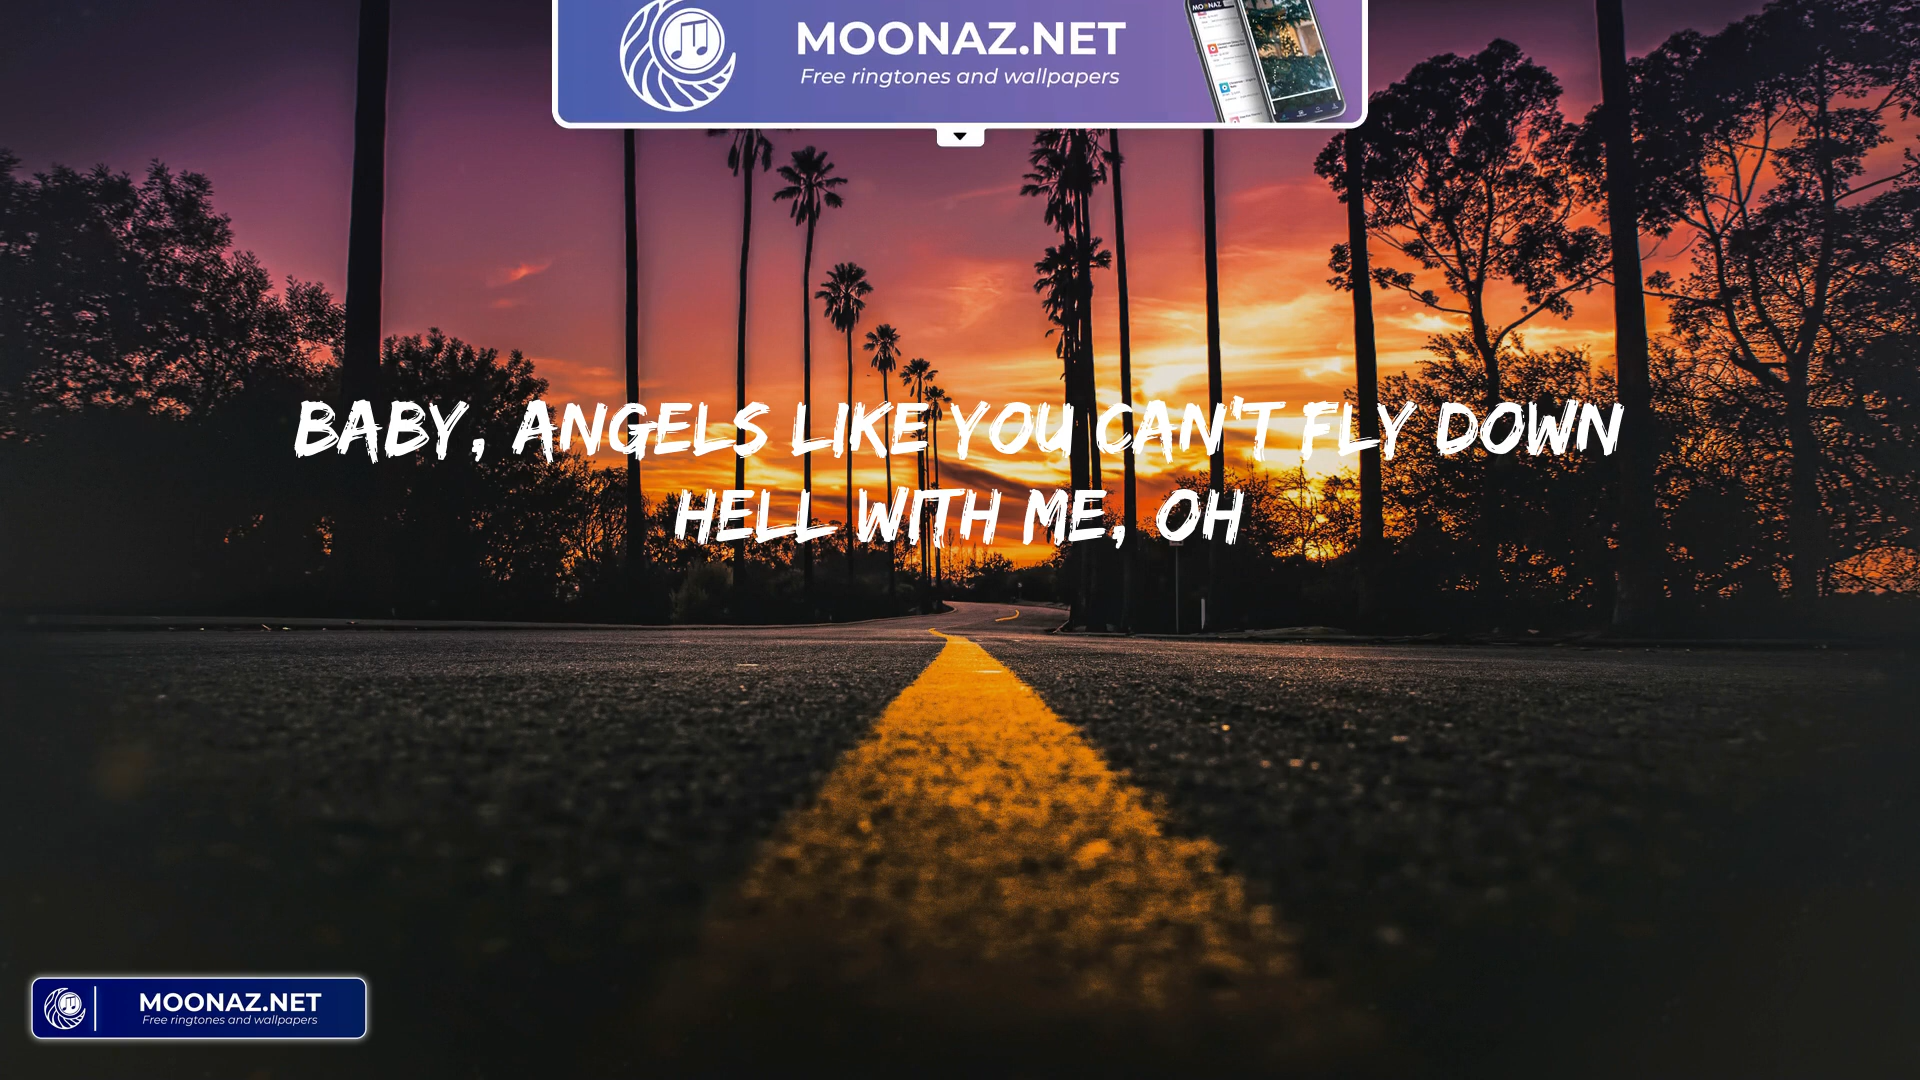 MOONAZ.NET
Free ringtones and wallpapers
BABY, ANGELS LIKE YOU CAN'T FLY DOWN
HELL WITH ME, OH
MOONAZ.NET
Free ringtones and wallpapers